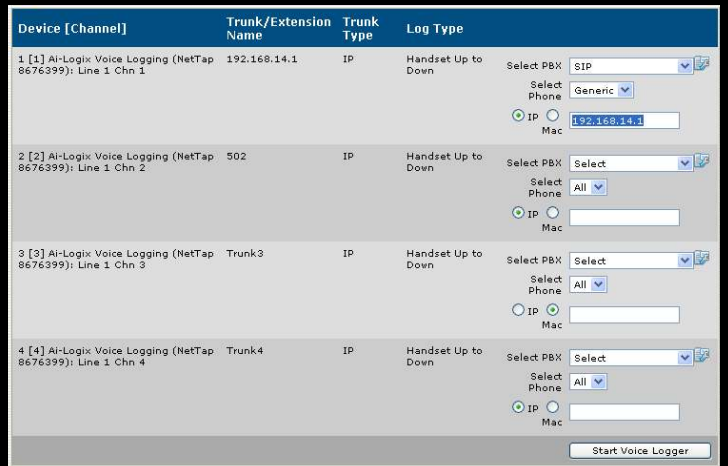 Device [Channel] Trunk/Extension Name Trunk Type Log Type
1 [1] Ai-Logix Voice Logging (NetTap 8676399): Line 1 Chn 1 192.168.14.1 IP Handset Up to Down
Select PBX SIP
Select Phone Generic
IP Mac 192.168.14.1
2 [2] Ai-Logix Voice Logging (NetTap 8676399): Line 1 Chn 2 502 IP Handset Up to Down
Select PBX Select
Select Phone All
IP Mac
3 [3] Ai-Logix Voice Logging (NetTap 8676399): Line 1 Chn 3 Trunk3 IP Handset Up to Down
Select PBX Select
Select Phone All
IP Mac
4 [4] Ai-Logix Voice Logging (NetTap 8676399): Line 1 Chn 4 Trunk4 IP Handset Up to Down
Select PBX Select
Select Phone All
IP Mac
Start Voice Logger